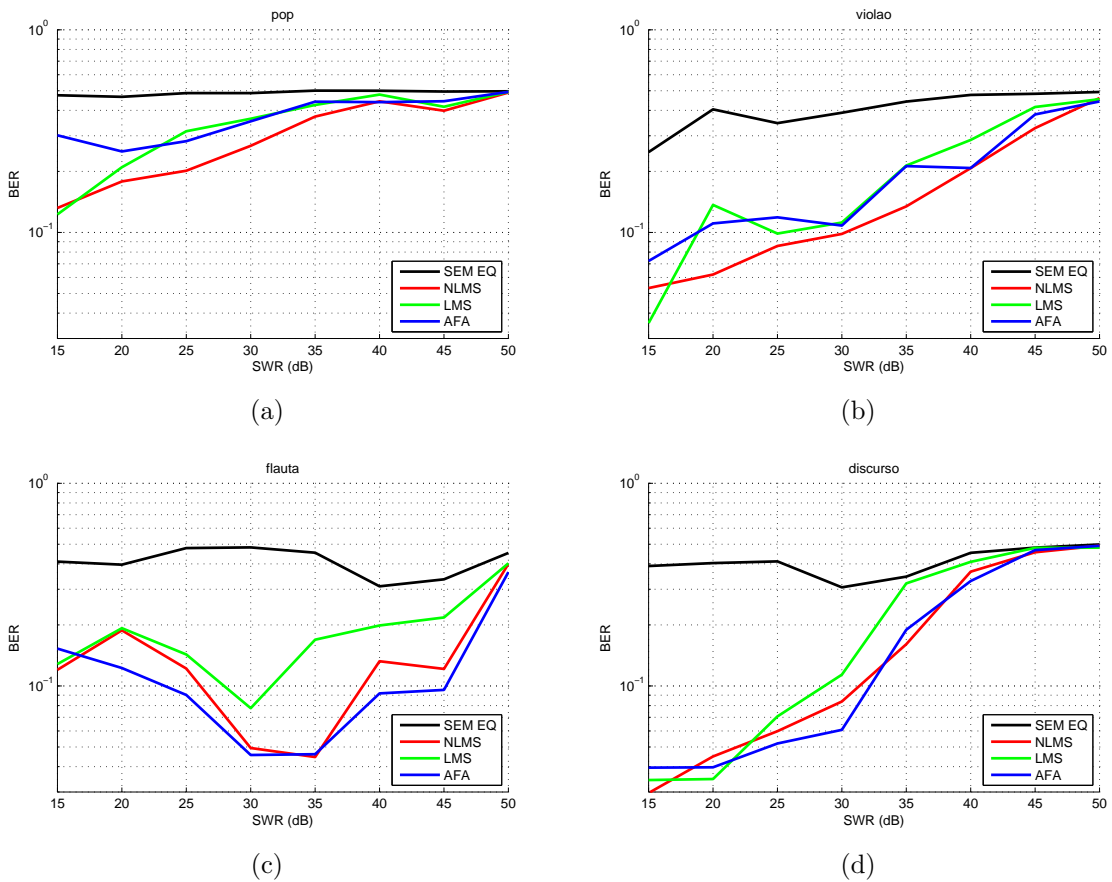 pop
10^0
10^-1
BER
15 20 25 30 35 40 45 50
SWR (dB)
SEM EQ
NLMS
LMS
AFA
(a)
violao
10^0
10^-1
BER
15 20 25 30 35 40 45 50
SWR (dB)
SEM EQ
NLMS
LMS
AFA
(b)
flauta
10^0
10^-1
BER
15 20 25 30 35 40 45 50
SWR (dB)
SEM EQ
NLMS
LMS
AFA
(c)
discurso
10^0
10^-1
BER
15 20 25 30 35 40 45 50
SWR (dB)
SEM EQ
NLMS
LMS
AFA
(d)